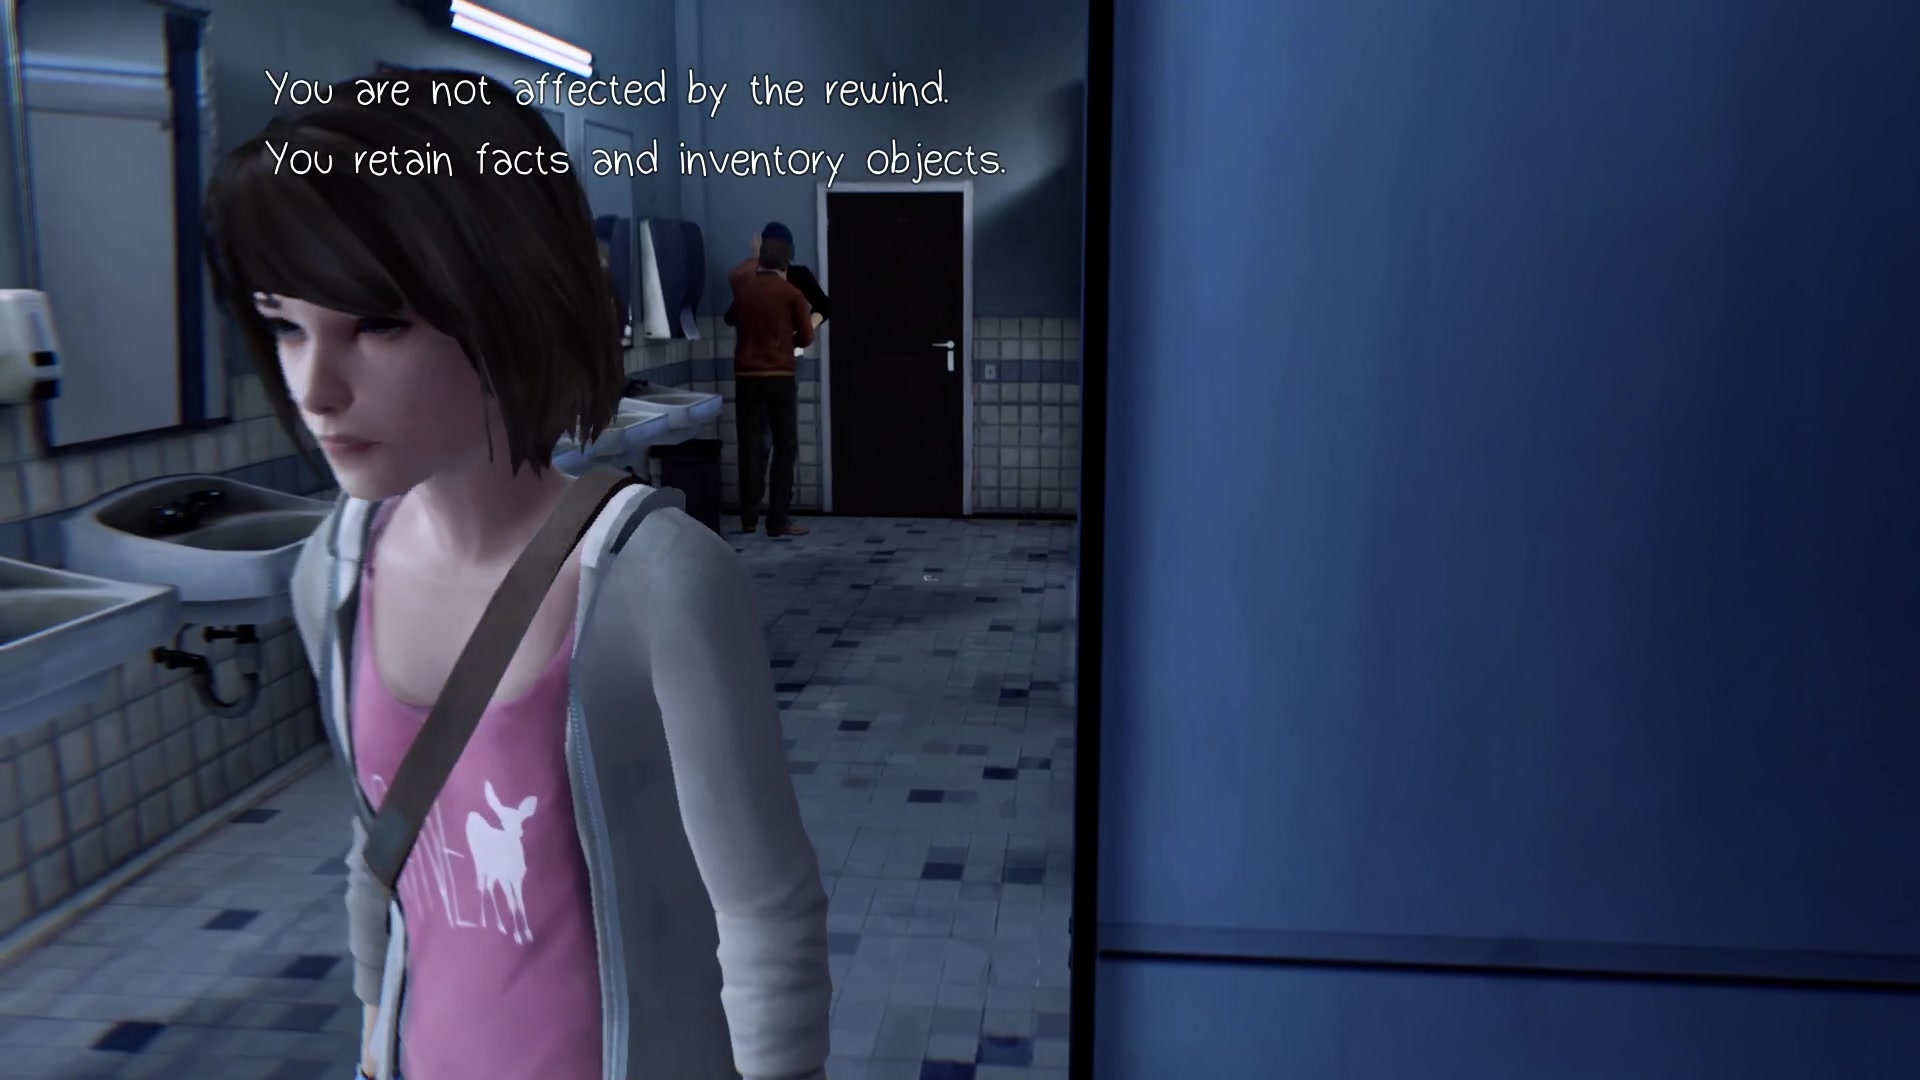 You are not affected by the rewind.
You retain facts and inventory objects.